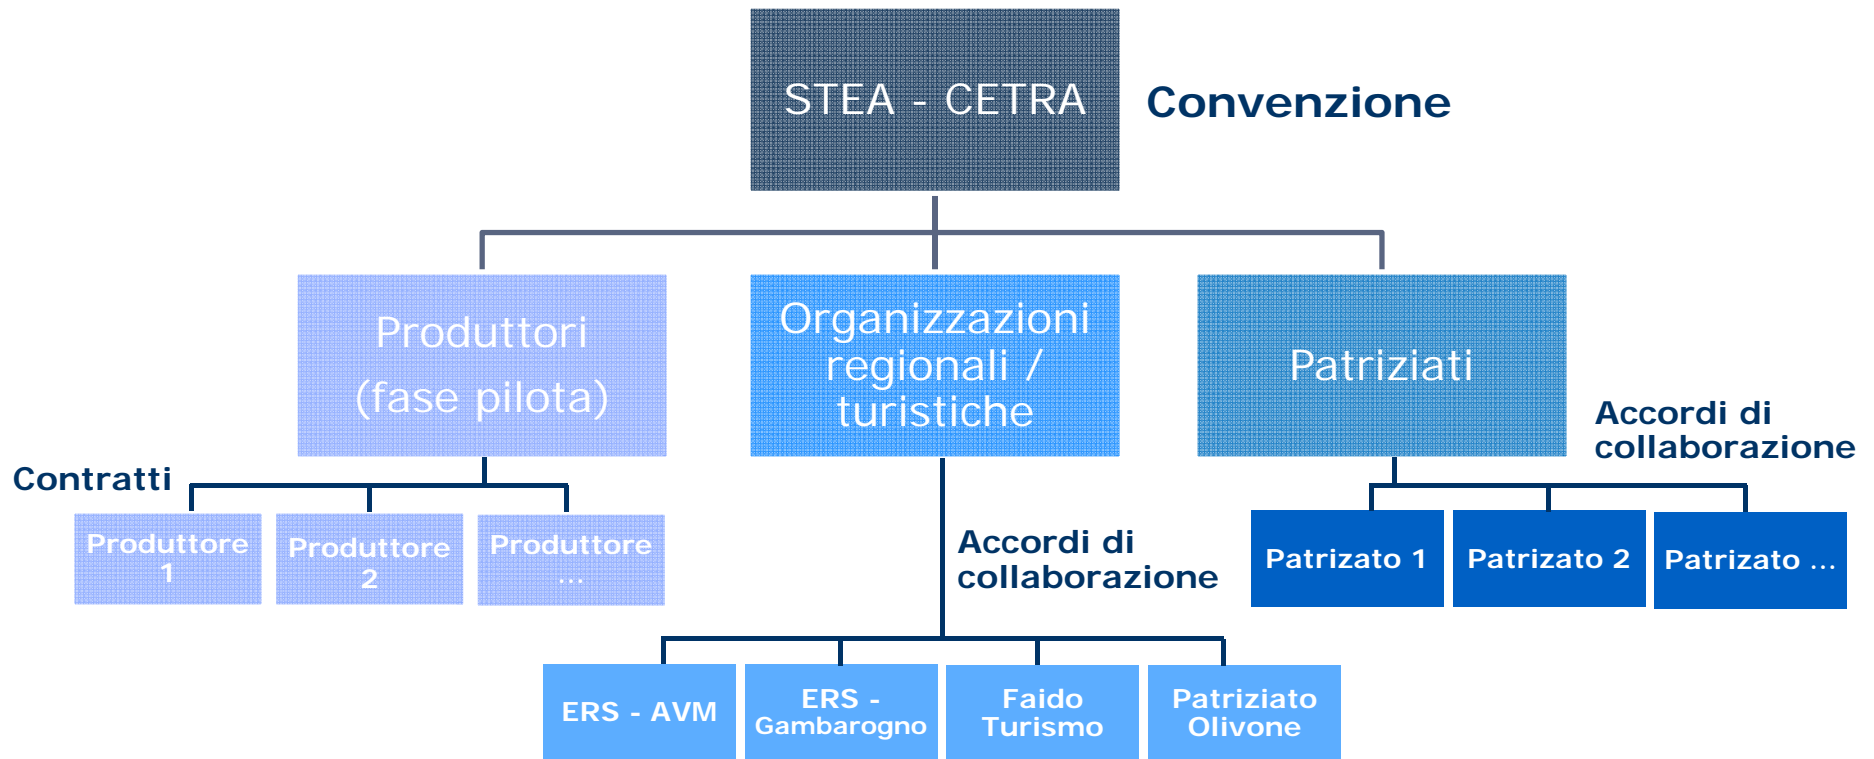 STEA - CETRA
Convenzione
Produttori
(fase pilota)
Organizzazioni
regionali /
turistiche
Patriziati
Contratti
Produttore
1
Produttore
2
Produttore
...
Accordi di
collaborazione
Accordi di
collaborazione
Patrizato 1
Patrizato 2
Patrizato ...
ERS - AVM
ERS -
Gambarogno
Faido
Turismo
Patriziato
Olivone